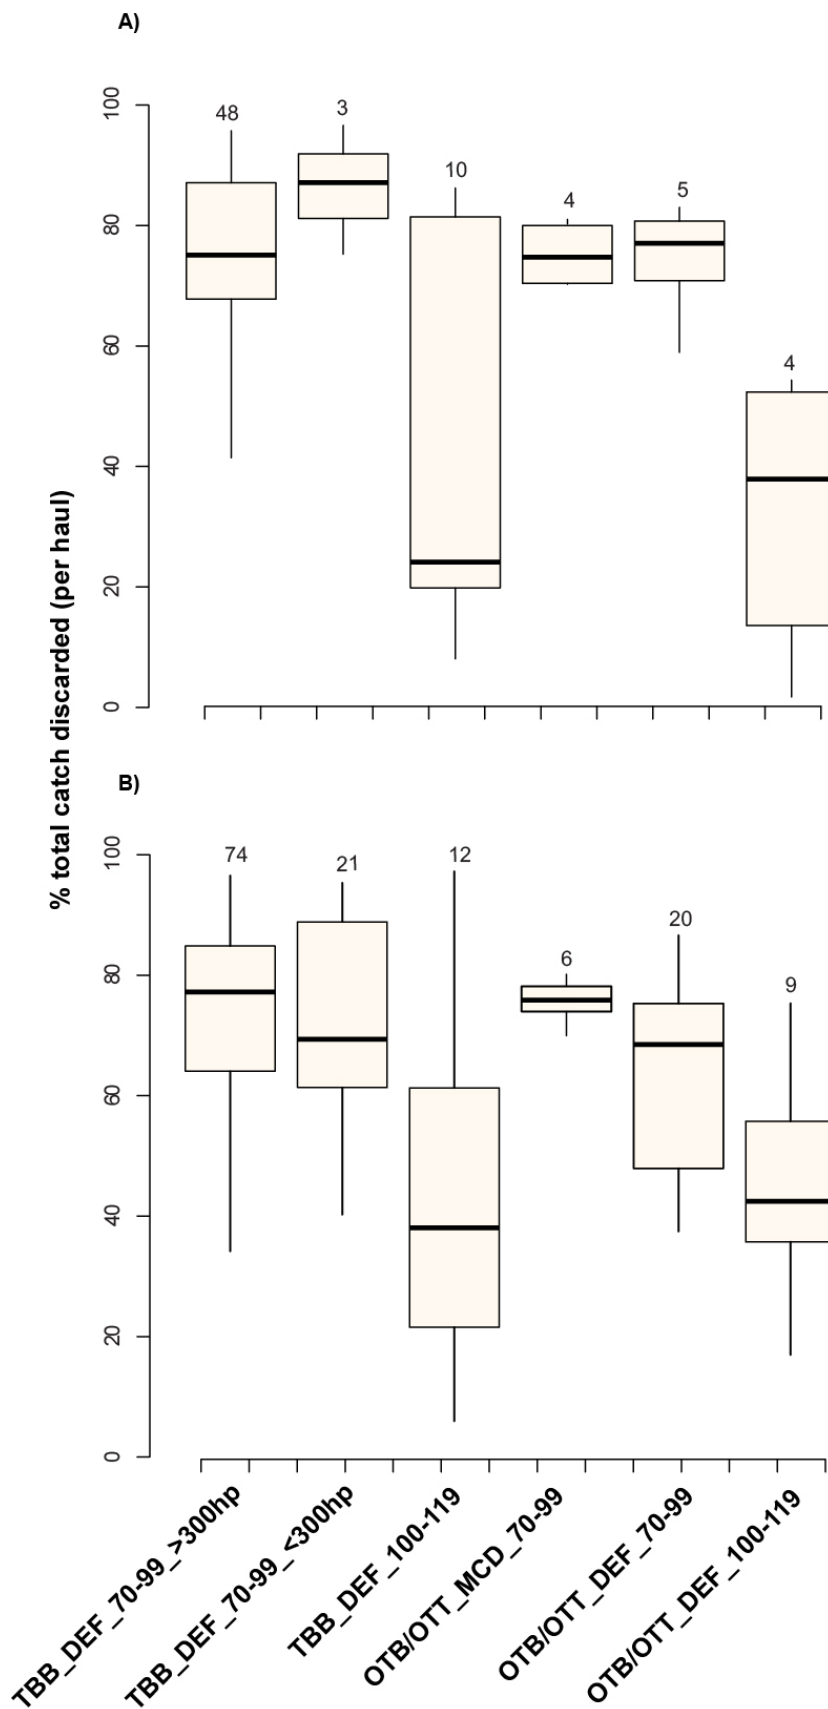 A)
% total catch discarded (per haul)
100
80
60
40
20
0
48
3
10
4
5
4
B)
100
80
60
40
20
0
74
21
12
6
20
9
TBB_DEF_70-99_>300hp
TBB_DEF_70-99_<300hp
TBB_DEF_100-119
OTB/OTT_MCD_70-99
OTB/OTT_DEF_70-99
OTB/OTT_DEF_100-119